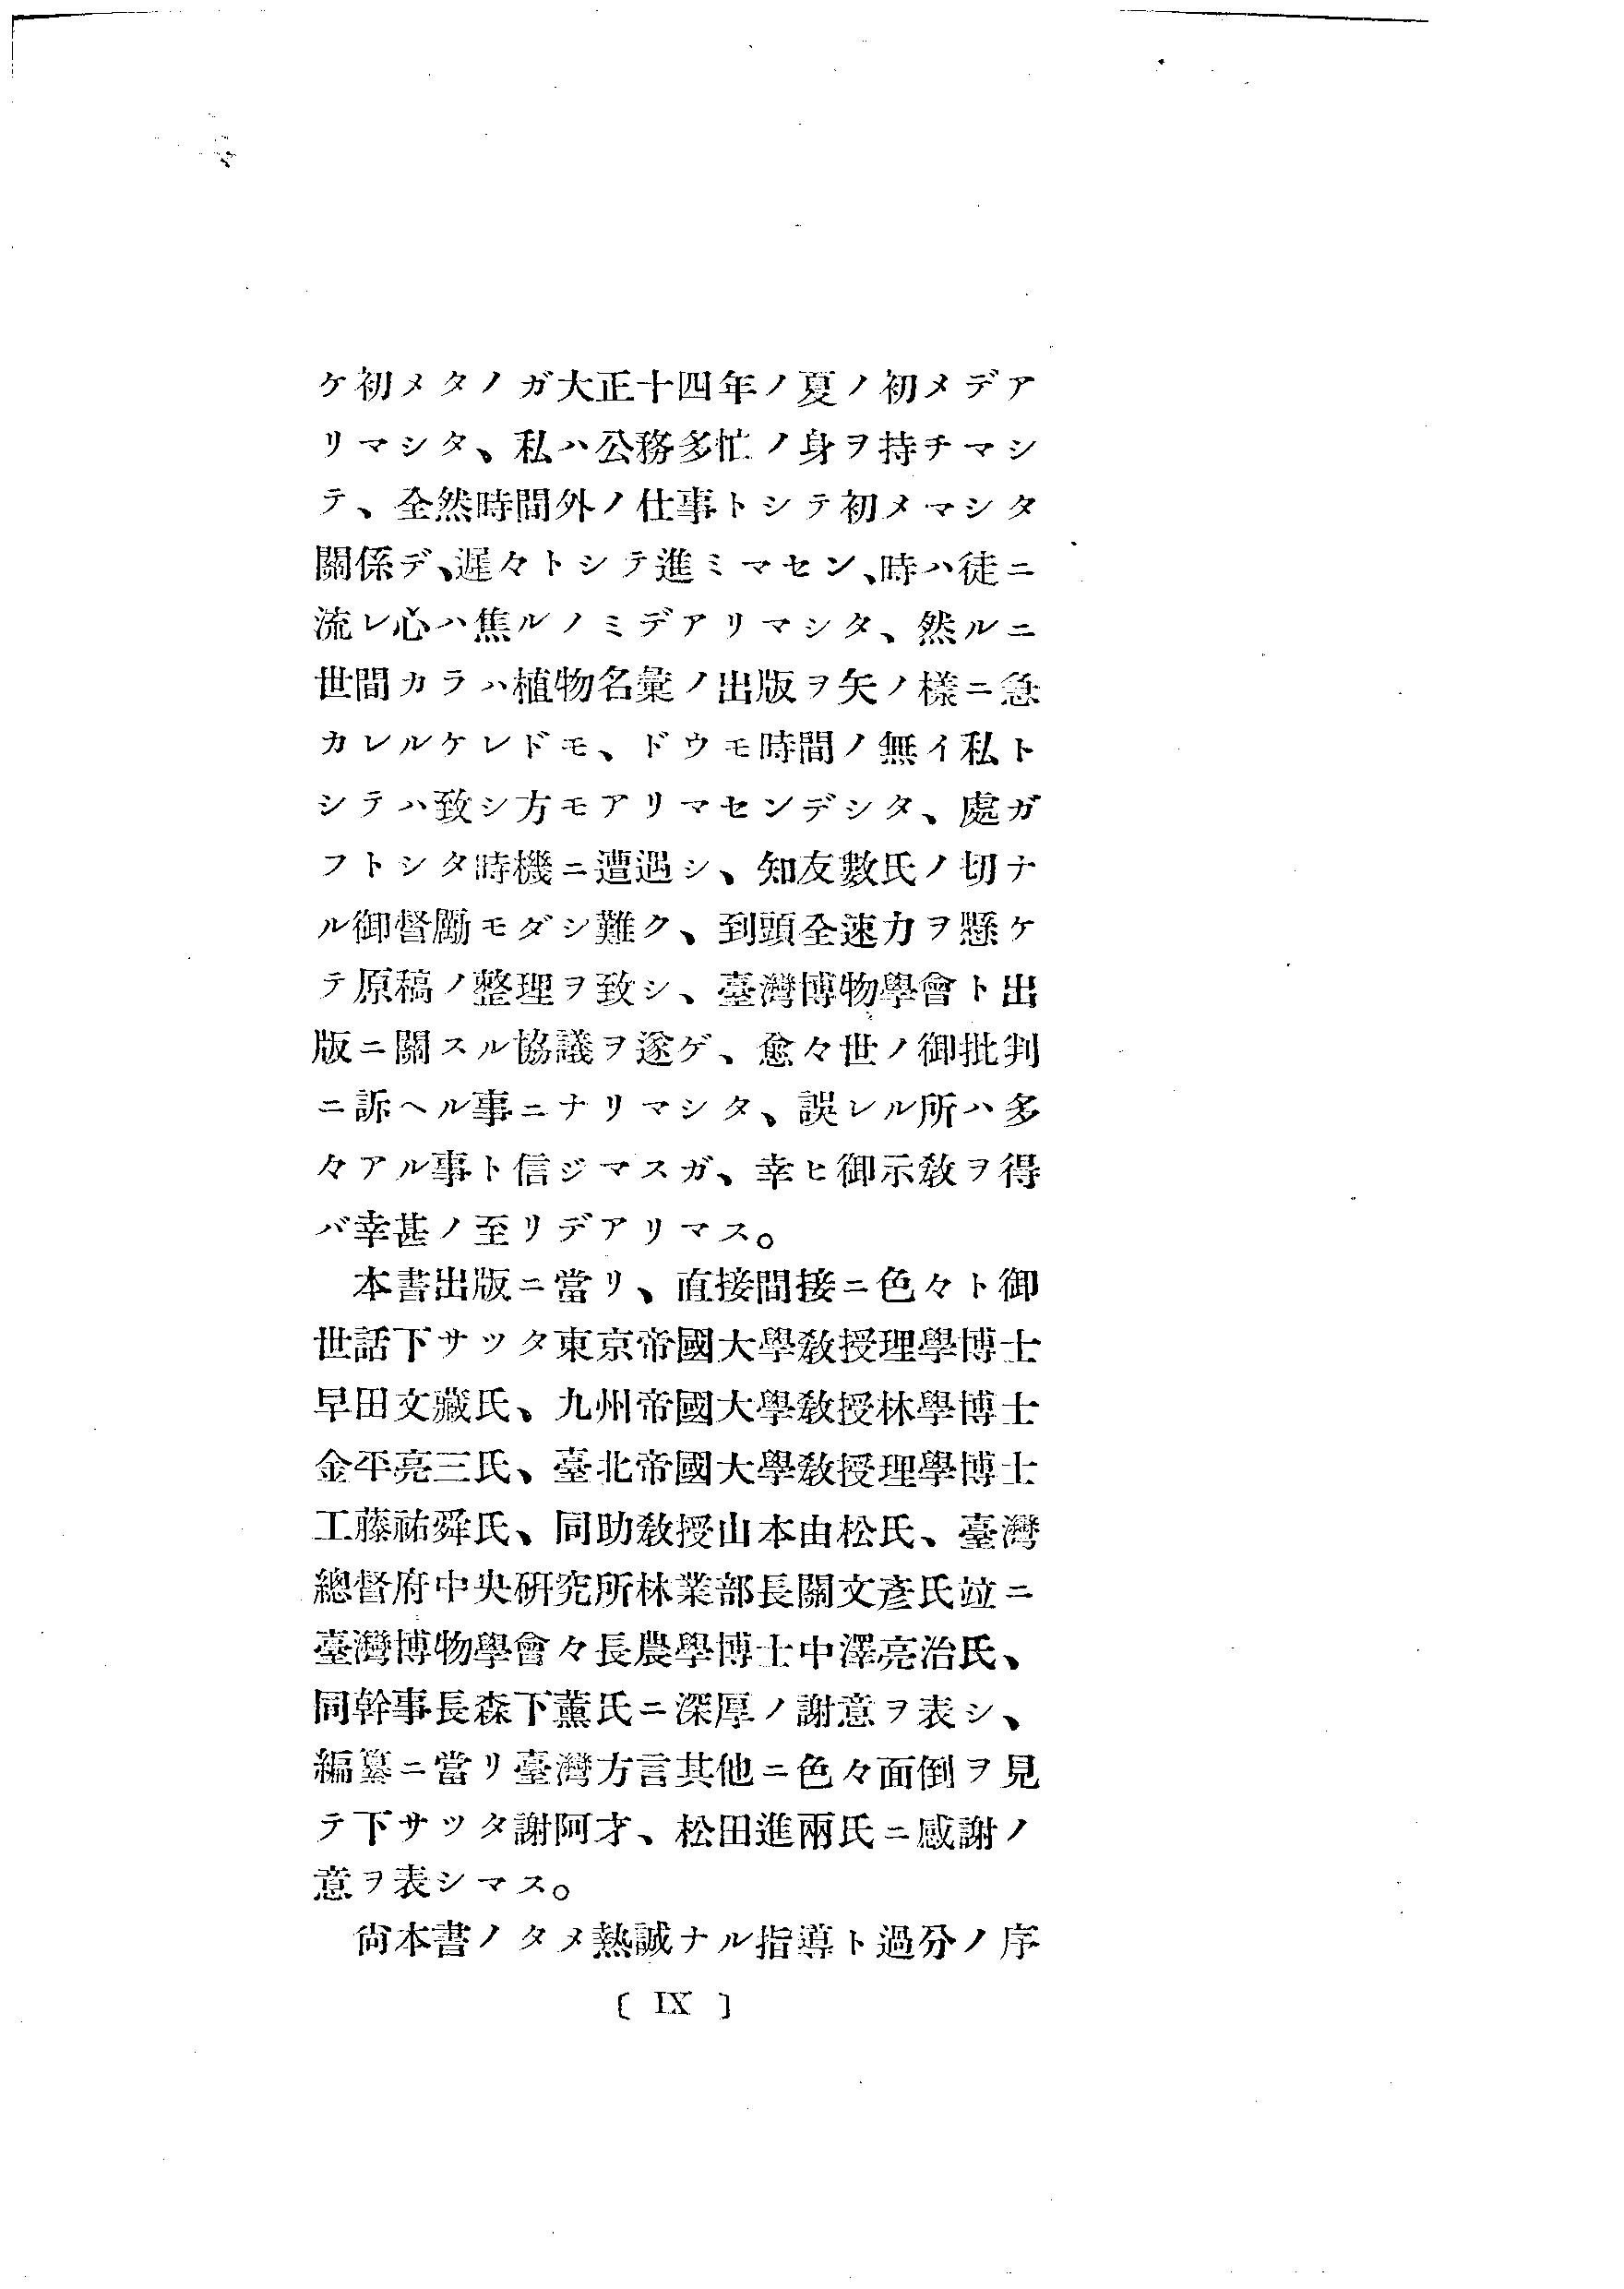 ケ初メタノガ大正十四年ノ夏ノ初メデア
リマシタ、私ハ公務多忙ノ身ヲ持チマシ
テ、全然時間外ノ仕事トシテ初メマシタ
關係デ、遲々トシテ進ミマセン、時ハ徒ニ
流レ心ハ焦ルノミデアリマシタ、然ルニ
世間カラハ植物名彙ノ出版ヲ矢ノ樣ニ急
カレルケレドモ、ドウモ時間ノ無イ私ト
シテハ致シ方モアリマセンデシタ、處ガ
フトシタ時機ニ遭遇シ、知友數氏ノ切ナ
ル御督勵モダシ難ク、到頭全速力ヲ懸ケ
テ原稿ノ整理ヲ致シ、臺灣博物學會ト出
版ニ關スル協議ヲ遂ゲ、愈々世ノ御批判
ニ訴ヘル事ニナリマシタ、誤レル所ハ多
々アル事ト信ジマスガ、幸ヒ御示敎ヲ得
バ幸甚ノ至リデアリマス。
本書出版ニ當リ、直接間接ニ色々ト御
世話下サッタ東京帝國大學敎授理學博士
早田文藏氏、九州帝國大學敎授林學博士
金平亮三氏、臺北帝國大學敎授理學博士
工藤祐舜氏、同助敎授山本由松氏、臺灣
總督府中央硏究所林業部長關文彥氏竝ニ
臺灣博物學會々長農學博士中澤亮治氏、
同幹事長森下薰氏ニ深厚ノ謝意ヲ表シ、
編纂ニ當リ臺灣方言其他ニ色々面倒ヲ見
テ下サッタ謝阿才、松田進兩氏ニ感謝ノ
意ヲ表シマス。
尙本書ノタメ熱誠ナル指導ト過分ノ序
〔 IX 〕